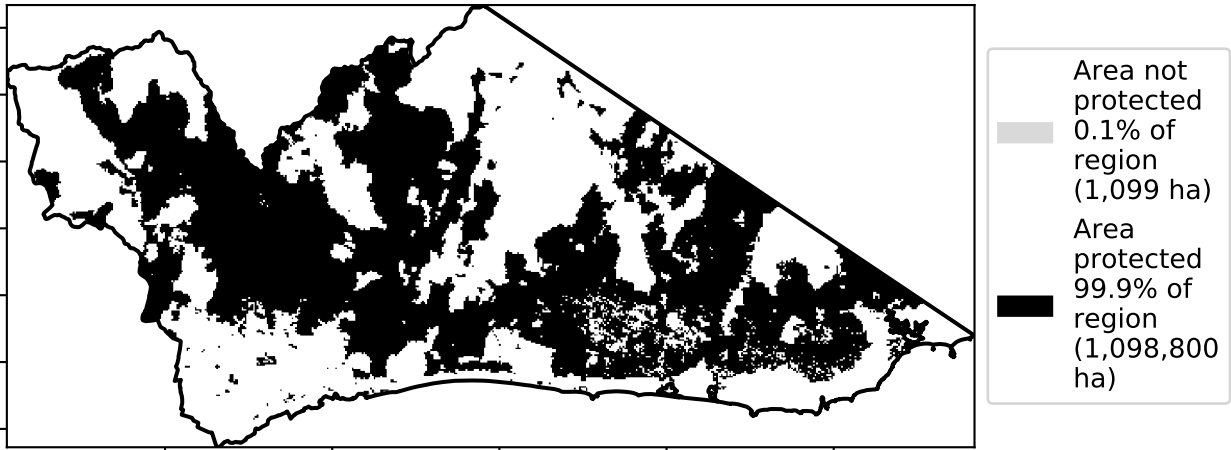 Area not
protected
0.1% of
region
(1,099 ha)
Area
protected
99.9% of
region
(1,098,800
ha)